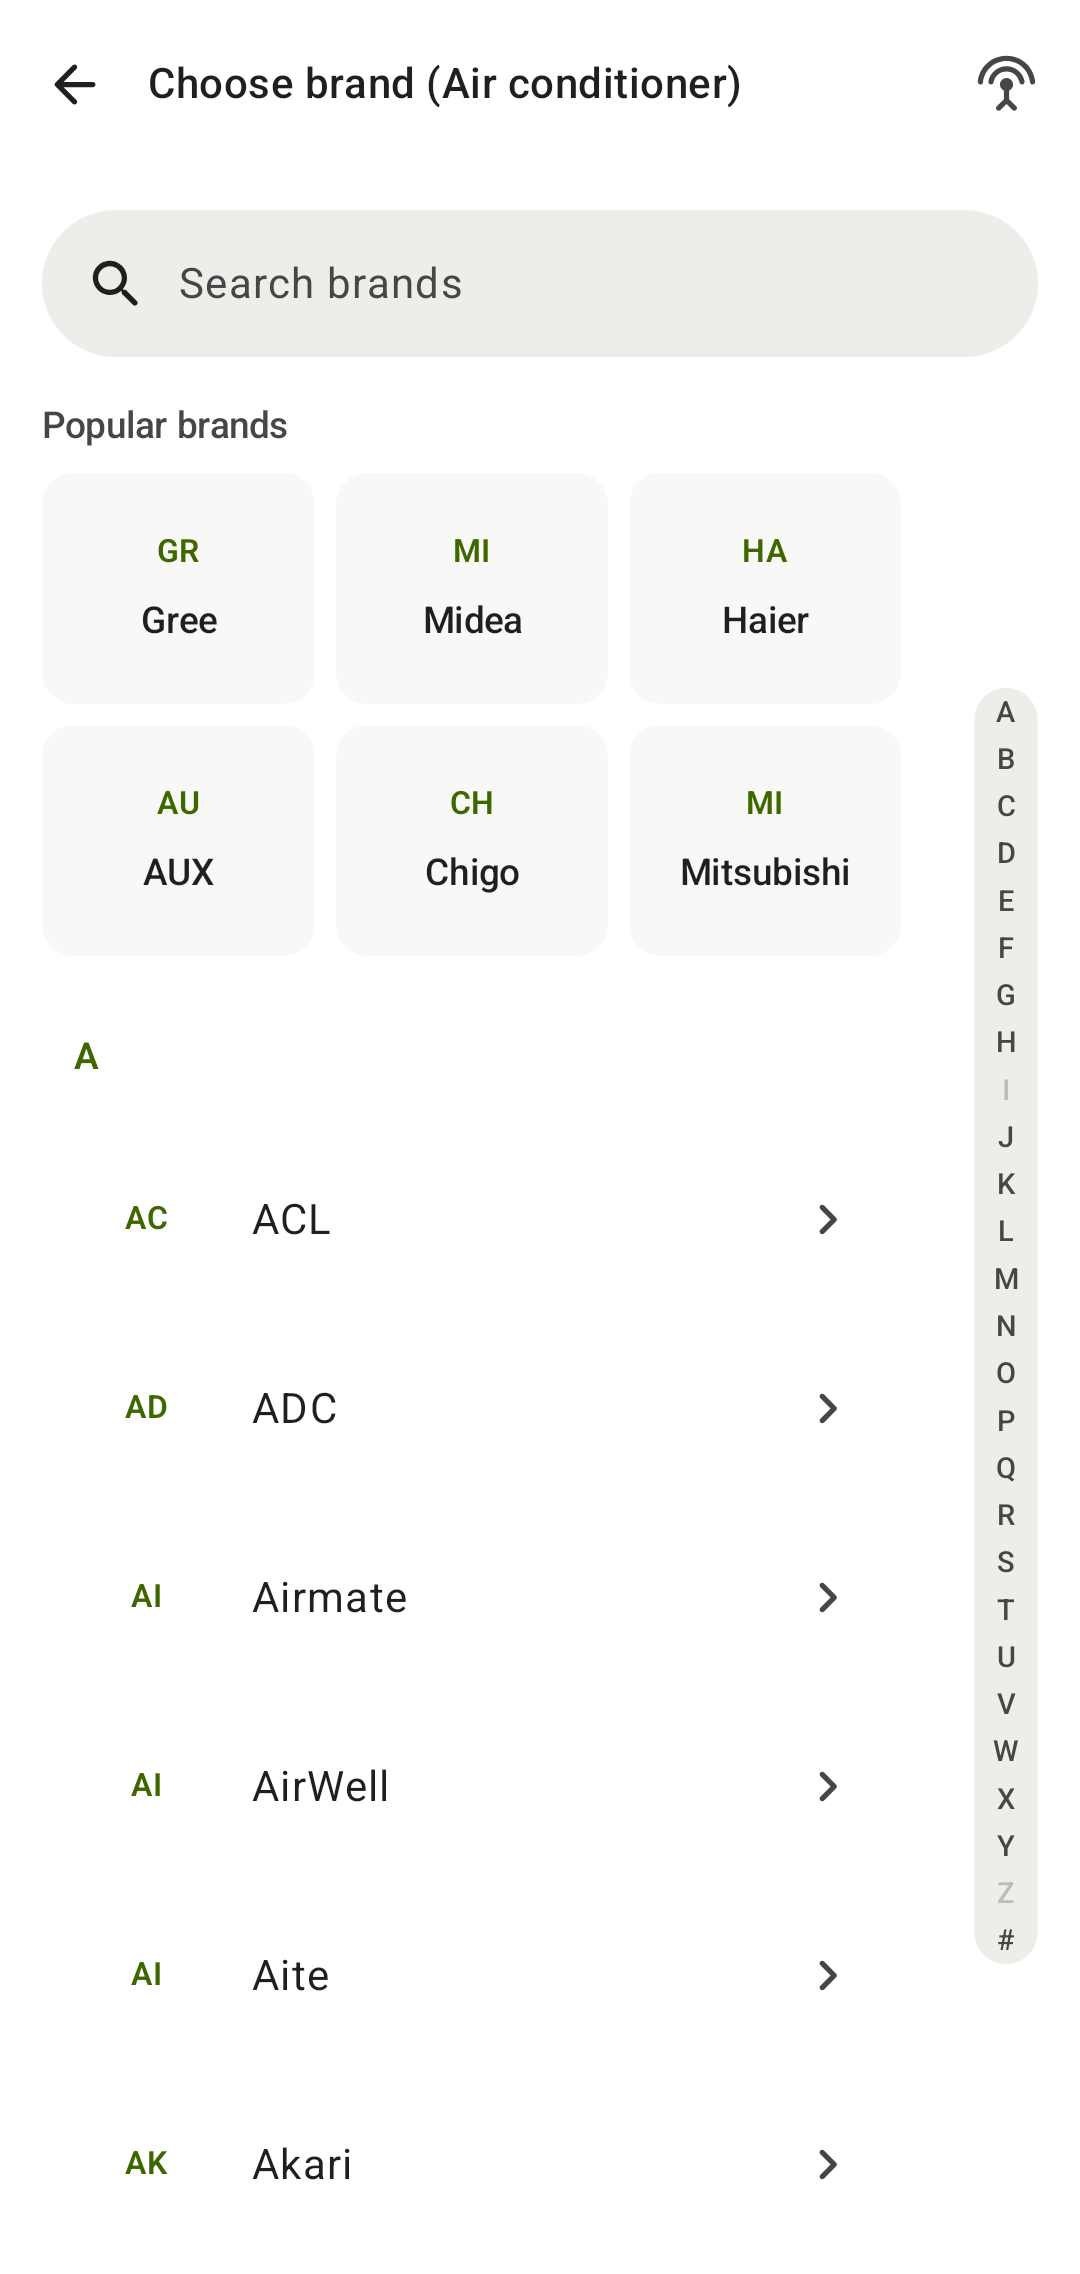 Choose brand (Air conditioner)
Search brands
Popular brands
GR
Gree
MI
Midea
HA
Haier
AU
AUX
CH
Chigo
MI
Mitsubishi
A
AC
ACL
AD
ADC
AI
Airmate
AI
AirWell
AI
Aite
AK
Akari
A
B
C
D
E
F
G
H
I
J
K
L
M
N
O
P
Q
R
S
T
U
V
W
X
Y
Z
#